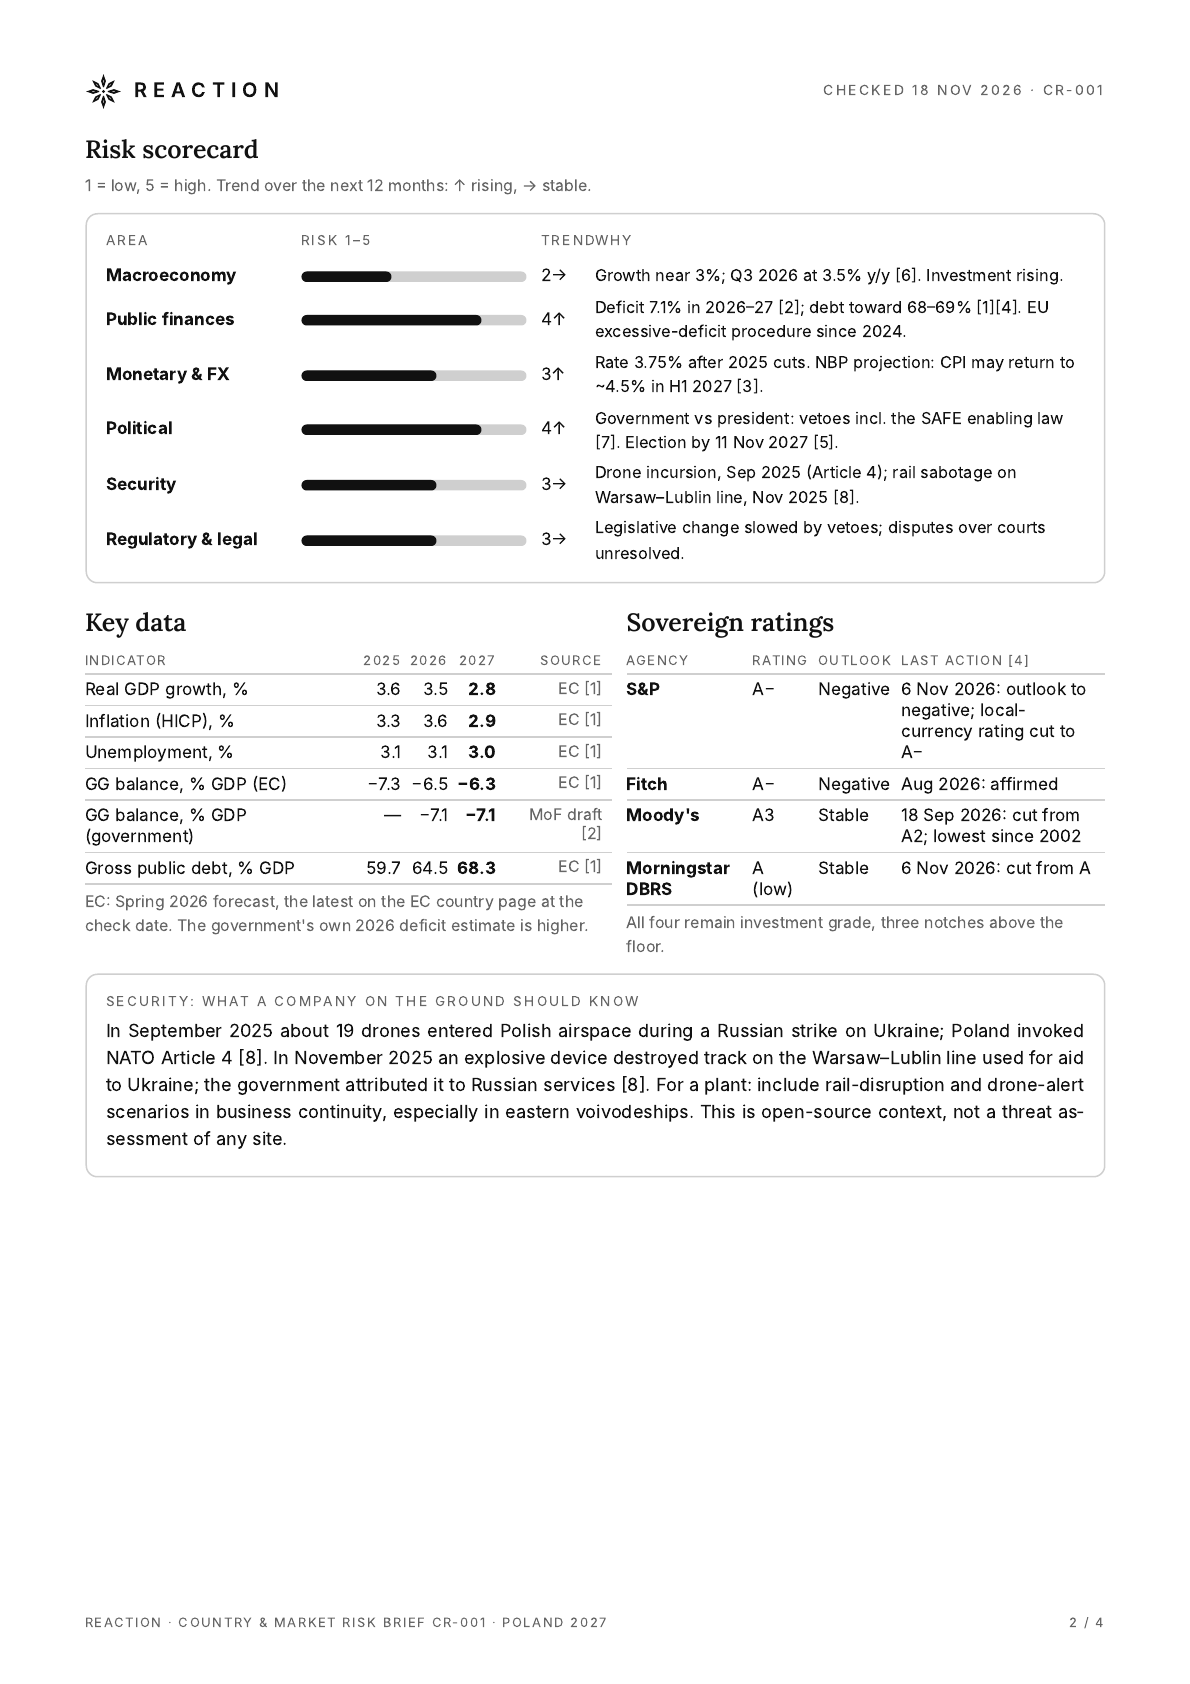 REACTION
CHECKED 18 NOV 2026 · CR-001
Risk scorecard
1 = low, 5 = high. Trend over the next 12 months: ↑ rising, → stable.
AREA RISK 1–5 TRENDWHY
Macroeconomy 2→ Growth near 3%; Q3 2026 at 3.5% y/y [6]. Investment rising.
Public finances 4↑ Deficit 7.1% in 2026–27 [2]; debt toward 68–69% [1][4]. EU
excessive-deficit procedure since 2024.
Monetary & FX 3↑ Rate 3.75% after 2025 cuts. NBP projection: CPI may return to
~4.5% in H1 2027 [3].
Political 4↑ Government vs president: vetoes incl. the SAFE enabling law
[7]. Election by 11 Nov 2027 [5].
Security 3→ Drone incursion, Sep 2025 (Article 4); rail sabotage on
Warsaw–Lublin line, Nov 2025 [8].
Regulatory & legal 3→ Legislative change slowed by vetoes; disputes over courts
unresolved.
Key data
INDICATOR 2025 2026 2027 SOURCE
Real GDP growth, % 3.6 3.5 2.8 EC [1]
Inflation (HICP), % 3.3 3.6 2.9 EC [1]
Unemployment, % 3.1 3.1 3.0 EC [1]
GG balance, % GDP (EC) −7.3 −6.5 −6.3 EC [1]
GG balance, % GDP — −7.1 −7.1 MoF draft
(government) [2]
Gross public debt, % GDP 59.7 64.5 68.3 EC [1]
EC: Spring 2026 forecast, the latest on the EC country page at the
check date. The government's own 2026 deficit estimate is higher.
Sovereign ratings
AGENCY RATING OUTLOOK LAST ACTION [4]
S&P A− Negative 6 Nov 2026: outlook to
negative; local-
currency rating cut to
A−
Fitch A− Negative Aug 2026: affirmed
Moody's A3 Stable 18 Sep 2026: cut from
A2; lowest since 2002
Morningstar A Stable 6 Nov 2026: cut from A
DBRS (low)
All four remain investment grade, three notches above the
floor.
SECURITY: WHAT A COMPANY ON THE GROUND SHOULD KNOW
In September 2025 about 19 drones entered Polish airspace during a Russian strike on Ukraine; Poland invoked
NATO Article 4 [8]. In November 2025 an explosive device destroyed track on the Warsaw–Lublin line used for aid
to Ukraine; the government attributed it to Russian services [8]. For a plant: include rail-disruption and drone-alert
scenarios in business continuity, especially in eastern voivodeships. This is open-source context, not a threat as-
sessment of any site.
REACTION · COUNTRY & MARKET RISK BRIEF CR-001 · POLAND 2027
2 / 4